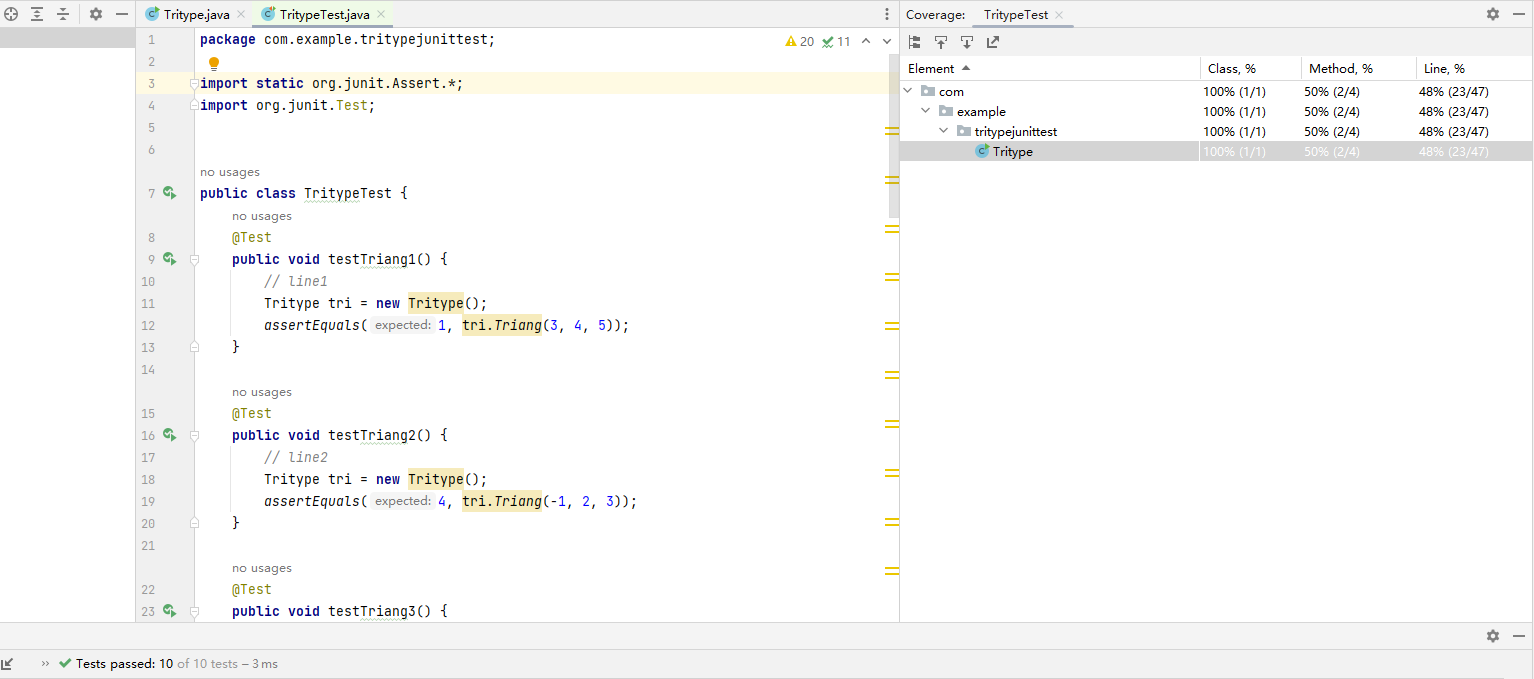 Tritype.java
TritypeTest.java
Coverage: TritypeTest
20 11
Element Class, % Method, % Line, %
com 100% (1/1) 50% (2/4) 48% (23/47)
example 100% (1/1) 50% (2/4) 48% (23/47)
tritypejunittest 100% (1/1) 50% (2/4) 48% (23/47)
Tritype 100% (1/1) 50% (2/4) 48% (23/47)
1 package com.example.tritypejunittest;
2
3 import static org.junit.Assert.*;
4 import org.junit.Test;
5
6
no usages
7 public class TritypeTest {
no usages
8 @Test
9 public void testTriang1() {
10 // line1
11 Tritype tri = new Tritype();
12 assertEquals( expected: 1, tri.Triang(3, 4, 5));
13 }
14
no usages
15 @Test
16 public void testTriang2() {
17 // line2
18 Tritype tri = new Tritype();
19 assertEquals( expected: 4, tri.Triang(-1, 2, 3));
20 }
21
no usages
22 @Test
23 public void testTriang3() {
Tests passed: 10 of 10 tests – 3 ms